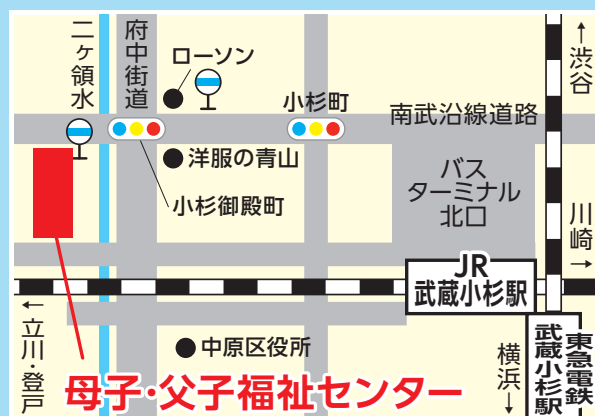 二ヶ領水
府中街道
ローソン
小杉町
南武沿線道路
↑渋谷
洋服の青山
小杉御殿町
バス
ターミナル
北口
川崎→
JR
武蔵小杉駅
←立川・登戸
中原区役所
横浜↓
東急電鉄
武蔵小杉駅
母子・父子福祉センター